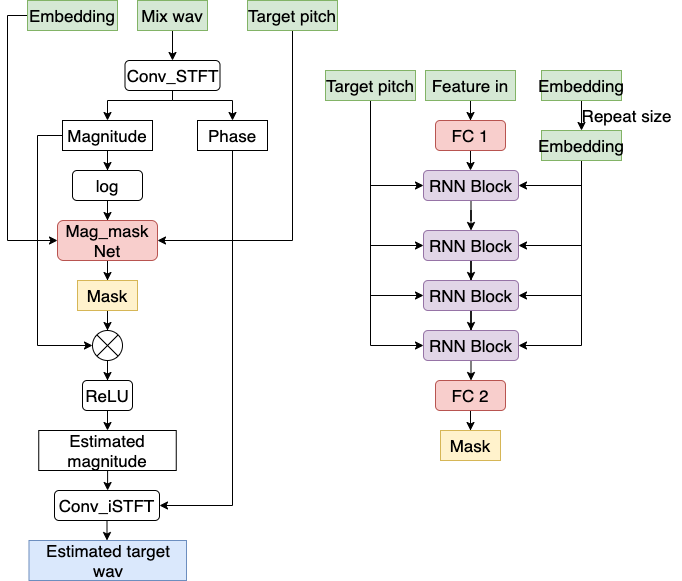 Embedding
Mix wav
Target pitch
Conv_STFT
Magnitude
Phase
log
Mag_mask
Net
Mask
ReLU
Estimated
magnitude
Conv_iSTFT
Estimated target
wav
Target pitch
Feature in
Embedding
Repeat size
FC 1
Embedding
RNN Block
RNN Block
RNN Block
RNN Block
FC 2
Mask